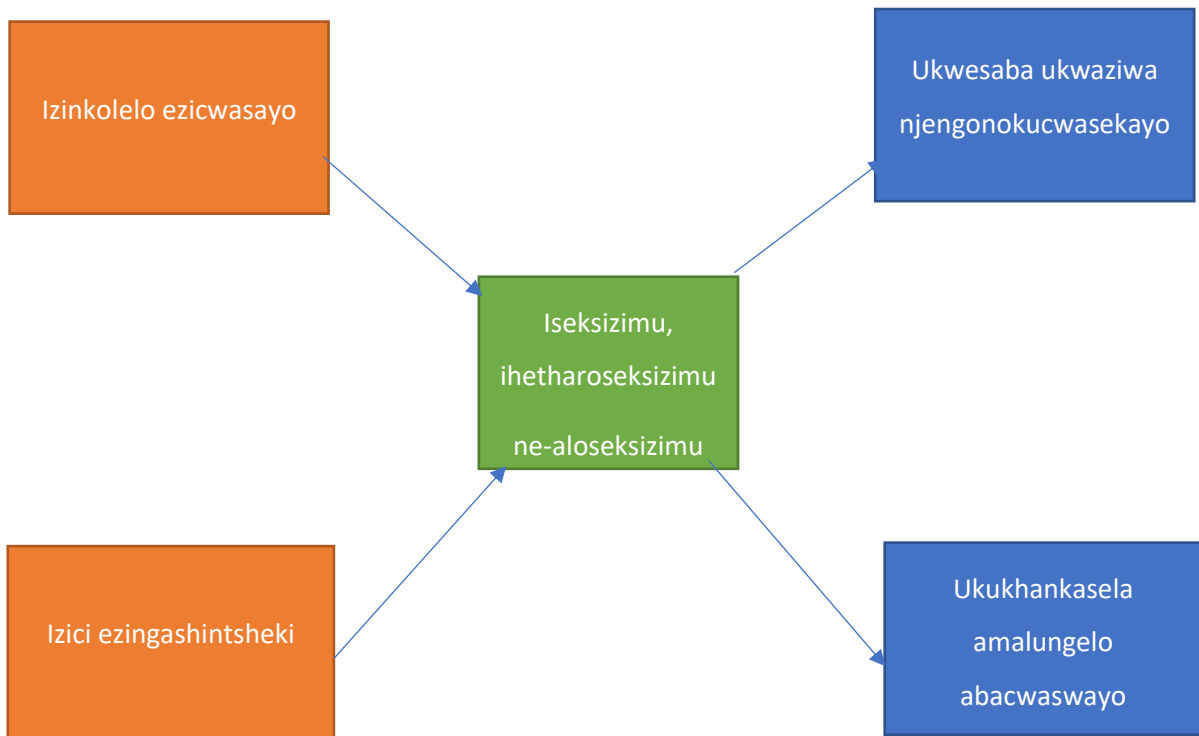 Izinkolelo ezicwasayo
Ukwesaba ukwaziwa
njengonokucwasekayo
Iseksizimu,
ihetharoseksizimu
ne-aloseksizimu
Izici ezingashintsheki
Ukukhankasela
amalungelo
abacwaswayo